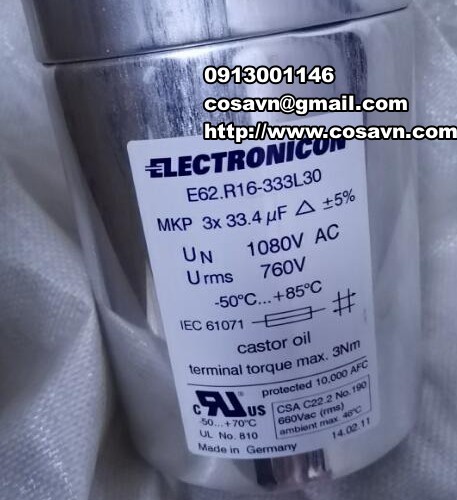 0913001146
cosavn@gmail.com
http://www.cosavn.com
ELECTRONICON
E62.R16-333L30
MKP 3x 33.4 µF △ ±5%
UN 1080V AC
Urms 760V
-50°C...+85°C
IEC 61071
castor oil
terminal torque max. 3Nm
protected 10,000 AFC
c RU US
CSA C22.2 No.190
660Vac (rms)
ambient max. 46°C
-50...+70°C
UL No. 810
Made in Germany
14.02.11